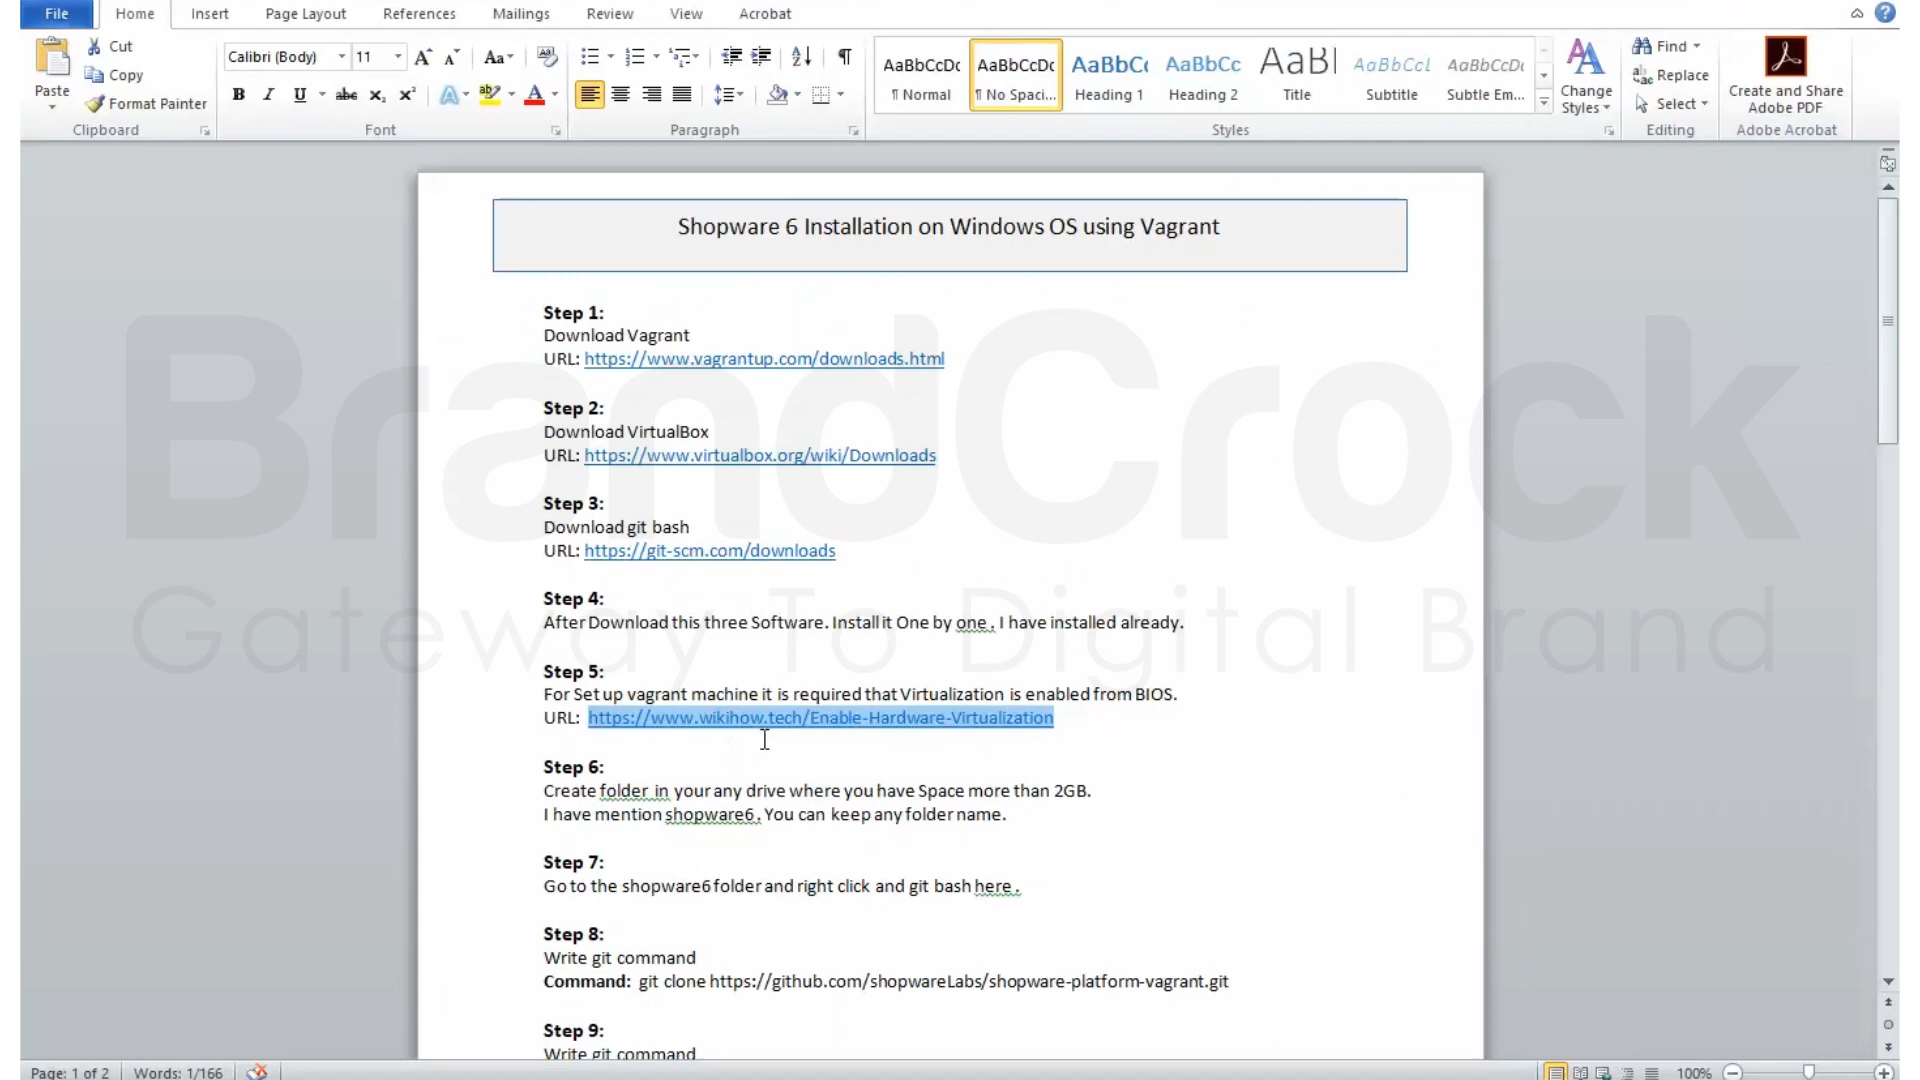 File Home Insert Page Layout References Mailings Review View Acrobat
Paste
Cut
Copy
Format Painter
Clipboard
Calibri (Body) 11
Font
Paragraph
AaBbCcDc AaBbCcDc AaBbC AaBbCc AaBl AaBbCcL AaBbCcDc
¶ Normal ¶ No Spaci... Heading 1 Heading 2 Title Subtitle Subtle Em...
Styles
Change
Styles
Find
Replace
Select
Editing
Create and Share
Adobe PDF
Adobe Acrobat
Shopware 6 Installation on Windows OS using Vagrant
Step 1:
Download Vagrant
URL: https://www.vagrantup.com/downloads.html
Step 2:
Download VirtualBox
URL: https://www.virtualbox.org/wiki/Downloads
Step 3:
Download git bash
URL: https://git-scm.com/downloads
Step 4:
After Download this three Software. Install it One by one . I have installed already.
Step 5:
For Set up vagrant machine it is required that Virtualization is enabled from BIOS.
URL: https://www.wikihow.tech/Enable-Hardware-Virtualization
Step 6:
Create folder in your any drive where you have Space more than 2GB.
I have mention shopware6 . You can keep any folder name.
Step 7:
Go to the shopware6 folder and right click and git bash here .
Step 8:
Write git command
Command: git clone https://github.com/shopwareLabs/shopware-platform-vagrant.git
Step 9:
Write git command
BrandCrock
Gateway To Digital Brand
Page: 1 of 2 Words: 1/166 100%